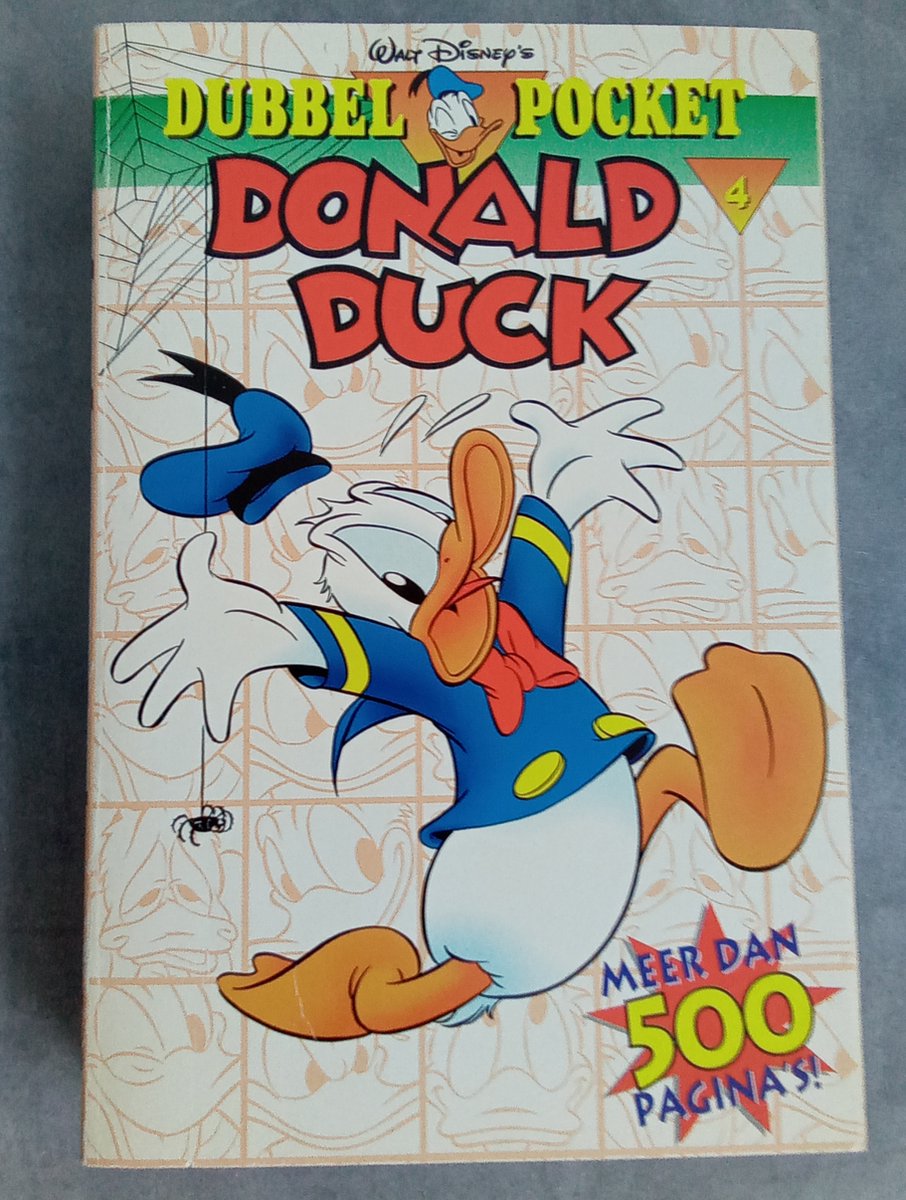 WALT DISNEY'S
DUBBEL POCKET
DONALD
4
DUCK
MEER DAN
500
PAGINA'S!